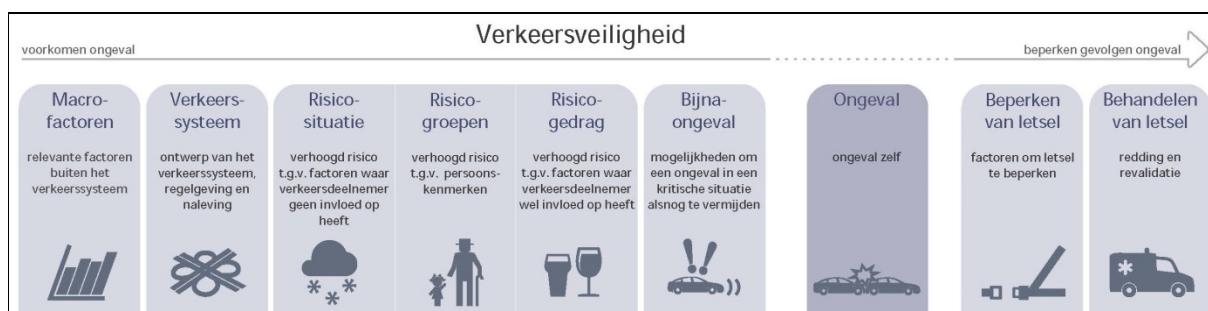 Verkeersveiligheid
voorkomen ongeval
beperken gevolgen ongeval
Macro-
factoren
relevante factoren
buiten het
verkeerssysteem
Verkeers-
systeem
ontwerp van het
verkeerssysteem,
regelgeving en
naleving
Risico-
situatie
verhoogd risico
t.g.v. factoren waar
verkeersdeelnemer
geen invloed op
heeft
Risico-
groepen
verhoogd risico
t.g.v. persoons-
kenmerken
Risico-
gedrag
verhoogd risico
t.g.v. factoren waar
verkeersdeelnemer
wel invloed op heeft
Bijna-
ongeval
mogelijkheden om
een ongeval in een
kritische situatie
alsnog te vermijden
Ongeval
ongeval zelf
Beperken
van letsel
factoren om letsel
te beperken
Behandelen
van letsel
redding en
revalidatie